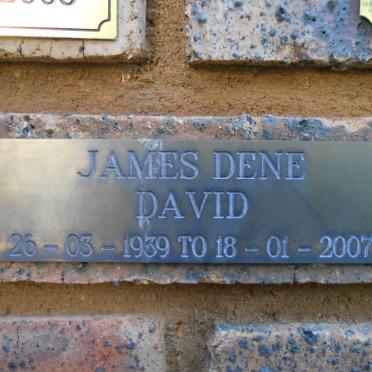 JAMES DENE
DAVID
26 - 03 - 1939 TO 18 - 01 - 2007